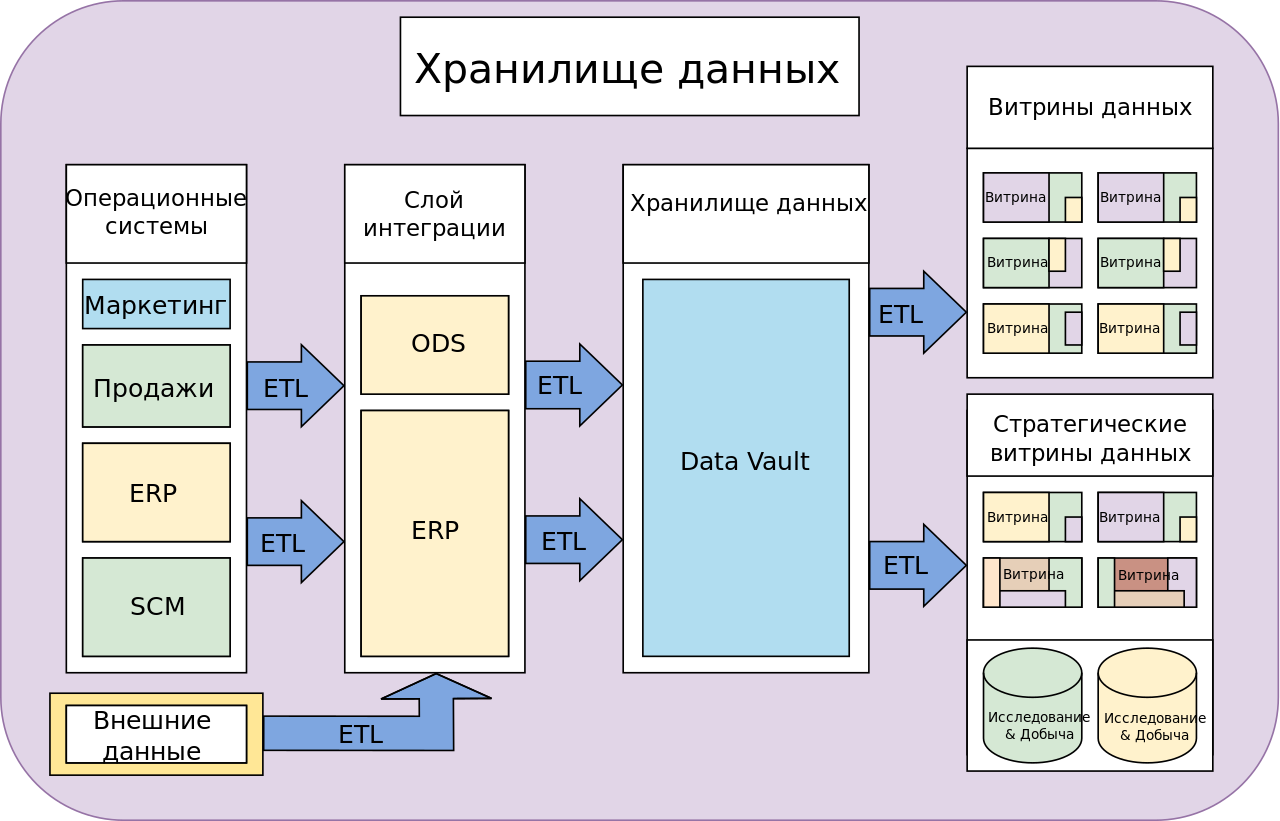 Хранилище данных
Операционные
системы
Маркетинг
Продажи
ERP
SCM
Внешние
данные
ETL
ETL
ETL
Слой
интеграции
ODS
ERP
ETL
ETL
Хранилище данных
Data Vault
ETL
ETL
Витрины данных
Витрина
Витрина
Витрина
Витрина
Витрина
Витрина
Стратегические
витрины данных
Витрина
Витрина
Витрина
Витрина
Исследование
& Добыча
Исследование
& Добыча